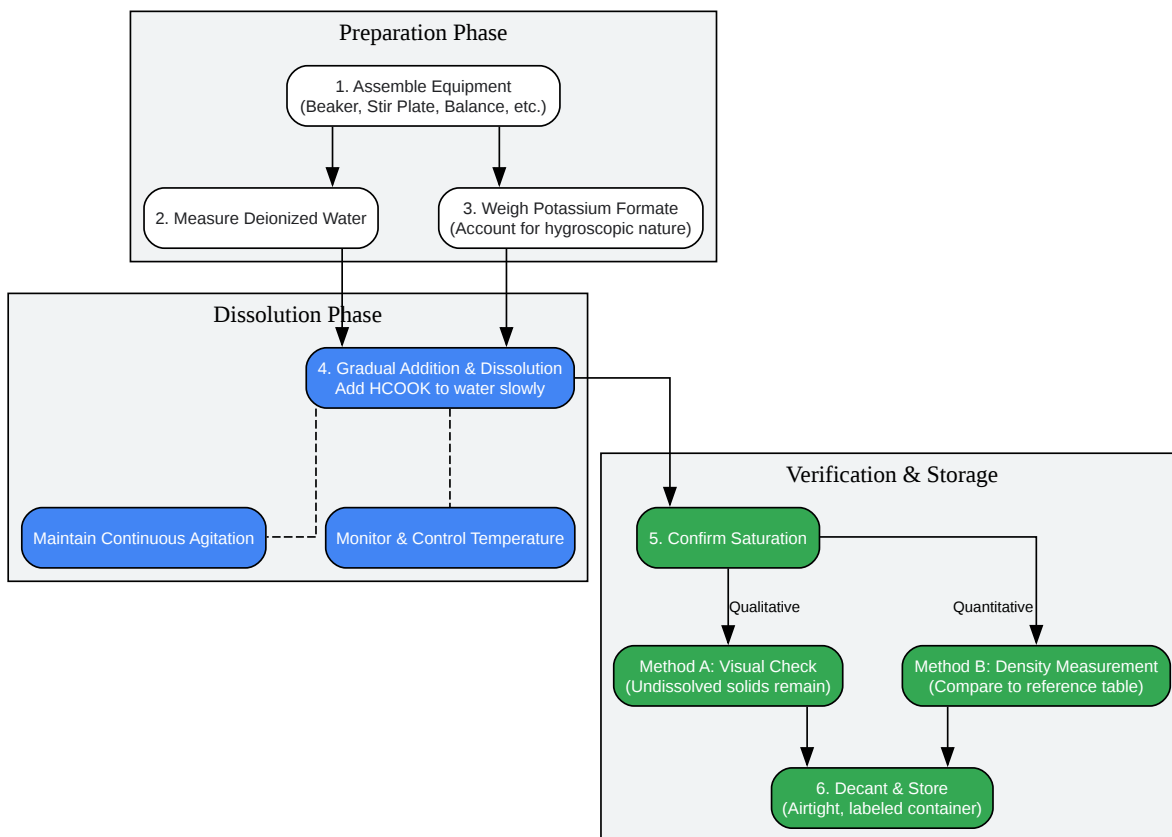 Preparation Phase
1. Assemble Equipment
(Beaker, Stir Plate, Balance, etc.)
2. Measure Deionized Water
3. Weigh Potassium Formate
(Account for hygroscopic nature)
Dissolution Phase
4. Gradual Addition & Dissolution
Add HCOOK to water slowly
Maintain Continuous Agitation
Monitor & Control Temperature
Verification & Storage
5. Confirm Saturation
Qualitative
Quantitative
Method A: Visual Check
(Undissolved solids remain)
Method B: Density Measurement
(Compare to reference table)
6. Decant & Store
(Airtight, labeled container)